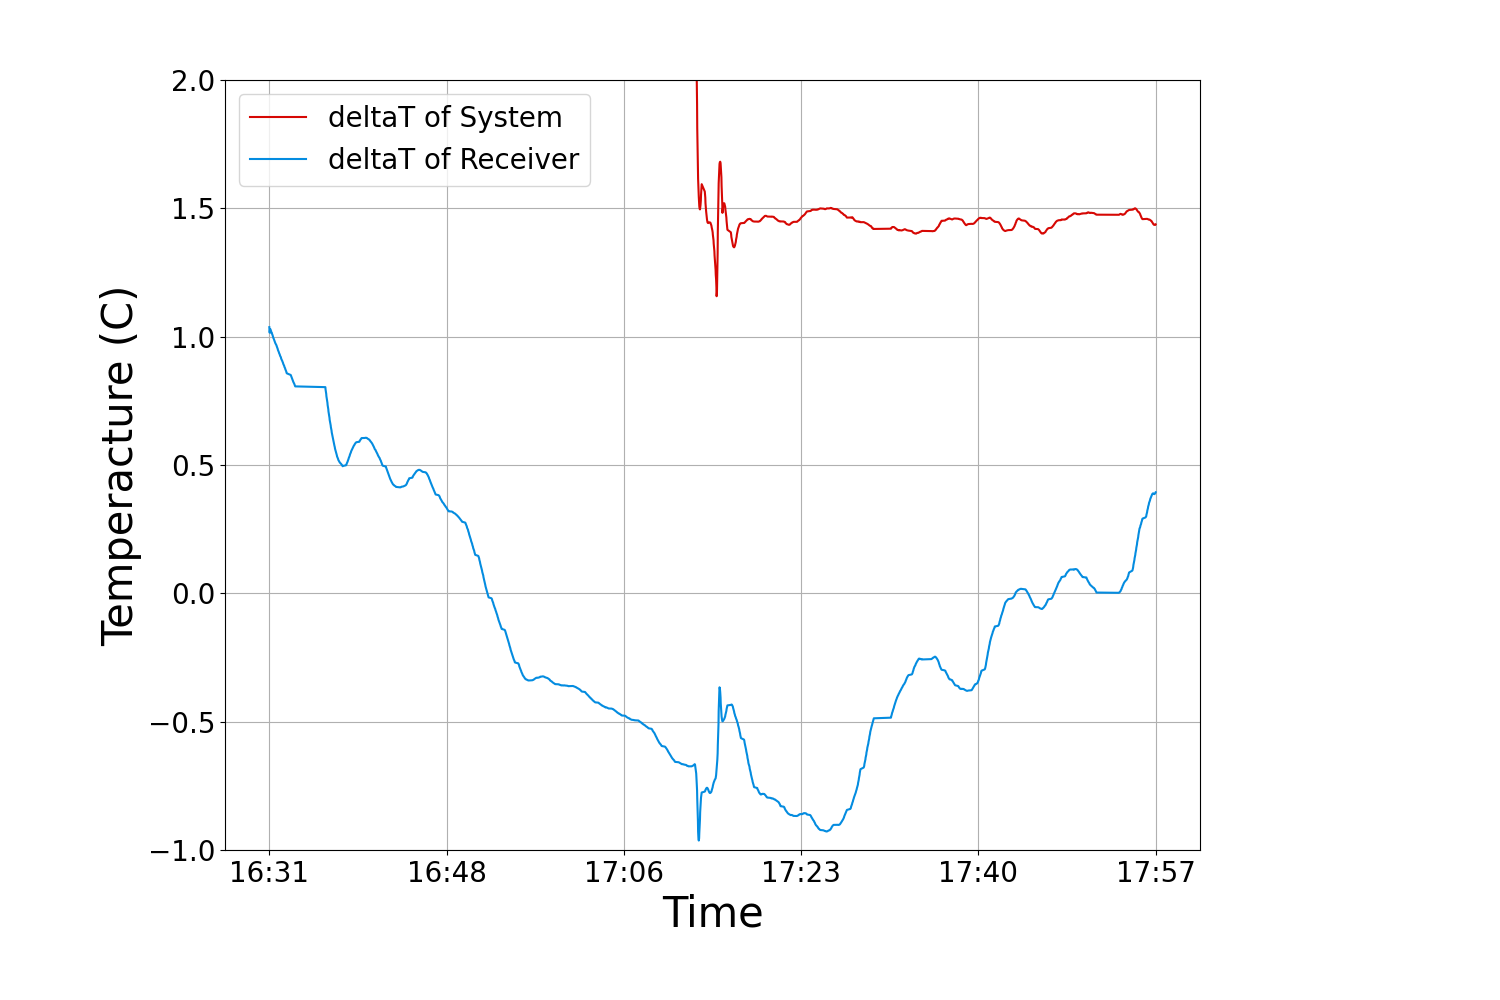 2.0
1.5
1.0
0.5
0.0
−0.5
−1.0
deltaT of System
deltaT of Receiver
Temperacture (C)
16:31 16:48 17:06 17:23 17:40 17:57
Time